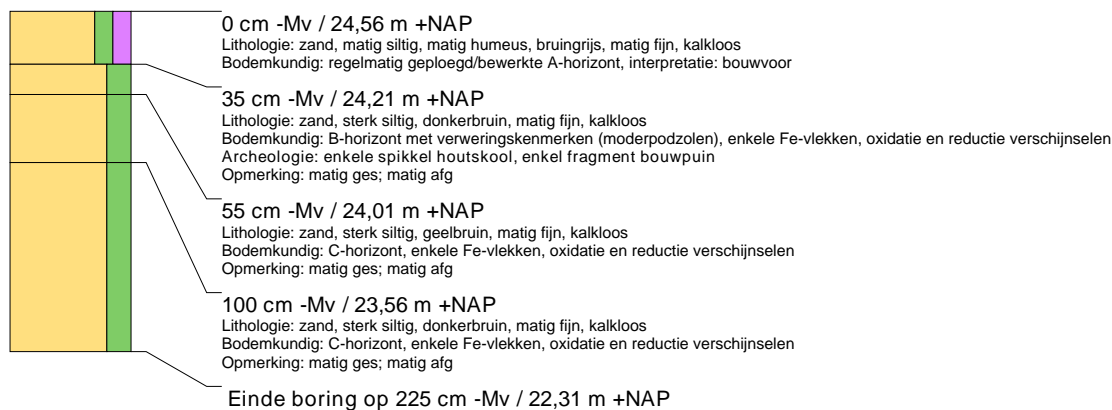 0 cm -Mv / 24,56 m +NAP
Lithologie: zand, matig siltig, matig humeus, bruingrijs, matig fijn, kalkloos
Bodemkundig: regelmatig geploegd/bewerkte A-horizont, interpretatie: bouwvoor
35 cm -Mv / 24,21 m +NAP
Lithologie: zand, sterk siltig, donkerbruin, matig fijn, kalkloos
Bodemkundig: B-horizont met verweringskenmerken (moderpodzolen), enkele Fe-vlekken, oxidatie en reductie verschijnselen
Archeologie: enkele spikkel houtskool, enkel fragment bouwpuin
Opmerking: matig ges; matig afg
55 cm -Mv / 24,01 m +NAP
Lithologie: zand, sterk siltig, geelbruin, matig fijn, kalkloos
Bodemkundig: C-horizont, enkele Fe-vlekken, oxidatie en reductie verschijnselen
Opmerking: matig ges; matig afg
100 cm -Mv / 23,56 m +NAP
Lithologie: zand, sterk siltig, donkerbruin, matig fijn, kalkloos
Bodemkundig: C-horizont, enkele Fe-vlekken, oxidatie en reductie verschijnselen
Opmerking: matig ges; matig afg
Einde boring op 225 cm -Mv / 22,31 m +NAP